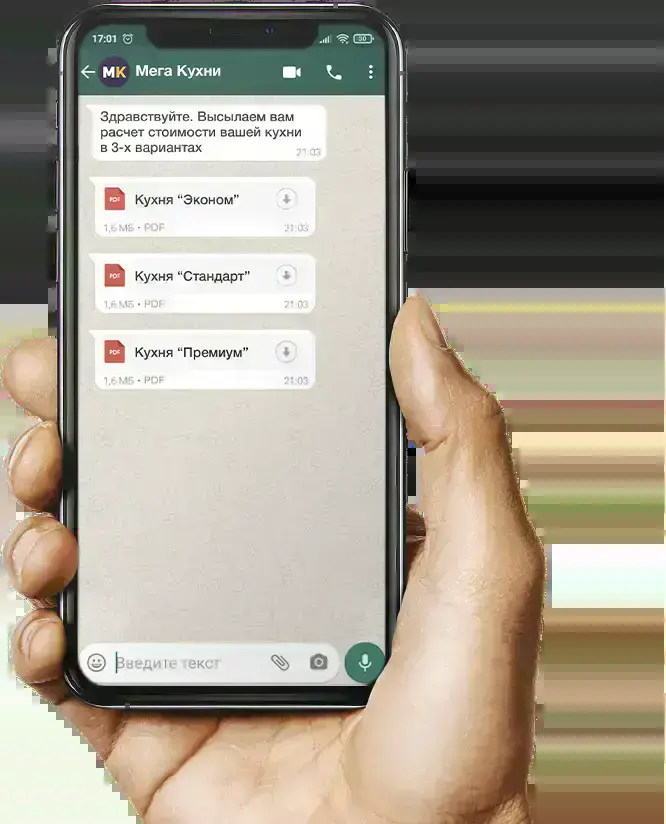 17:01
30
МК Мега Кухни
Здравствуйте. Высылаем вам
расчет стоимости вашей кухни
в 3-х вариантах
21:03
PDF Кухня “Эконом”
1,6 МБ • PDF 21:03
PDF Кухня “Стандарт”
1,6 МБ • PDF 21:03
PDF Кухня “Премиум”
1,6 МБ • PDF 21:03
Введите текст